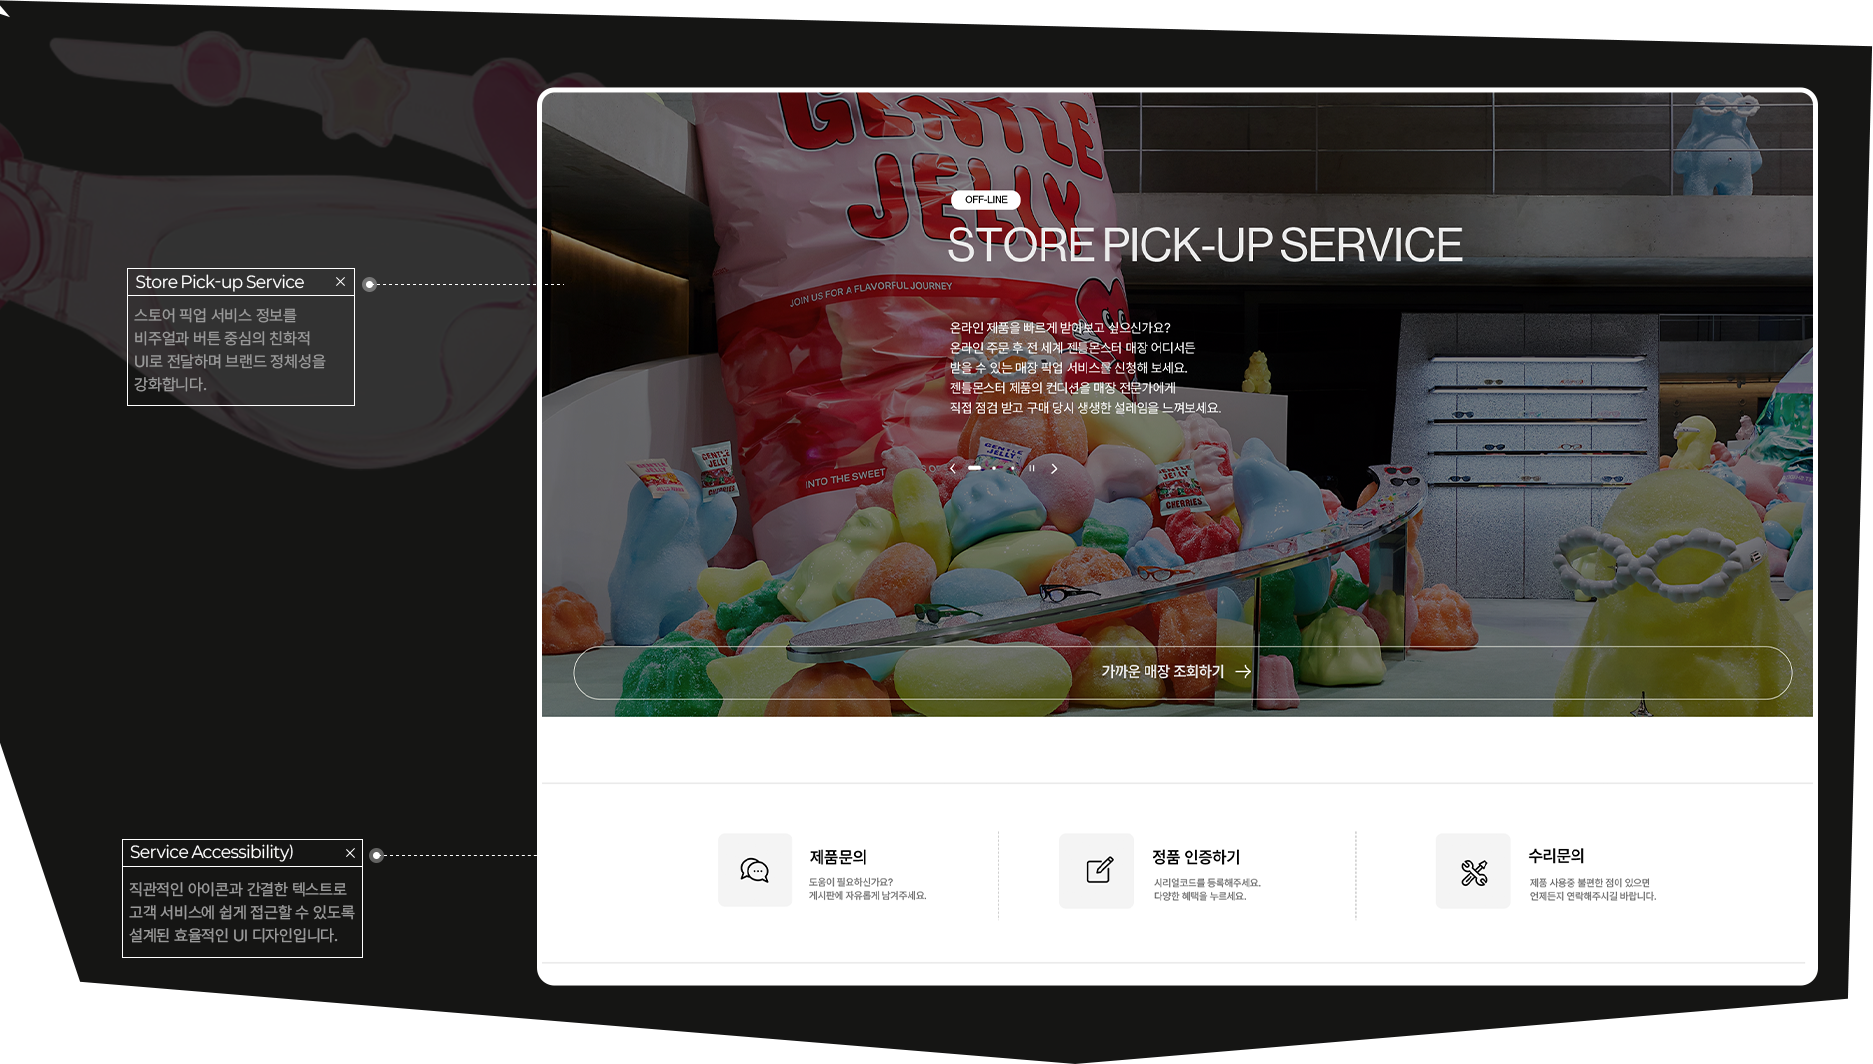 GENTLE
JELLY
OFF-LINE
STORE PICK-UP SERVICE
JOIN US FOR A FLAVORFUL JOURNEY
Store Pick-up Service
스토어 픽업 서비스 정보를
비주얼과 버튼 중심의 친화적
UI로 전달하며 브랜드 정체성을
강화합니다.
온라인 제품을 빠르게 받아보고 싶으신가요?
온라인 주문 후 전 세계 젠틀몬스터 매장 어디서든
받을 수 있는 매장 픽업 서비스를 신청해 보세요.
젠틀몬스터 제품의 컨디션을 매장 전문가에게
직접 점검 받고 구매 당시 생생한 설레임을 느껴보세요.
GENTLE
JELLY
GENTLE
JELLY
CHERRIES
GENTLE
JELLY
INTO THE SWEET
GENTLE
JELLY
CHERRIES
가까운 매장 조회하기
Service Accessibility)
직관적인 아이콘과 간결한 텍스트로
고객 서비스에 쉽게 접근할 수 있도록
설계된 효율적인 UI 디자인입니다.
제품문의
도움이 필요하신가요?
게시판에 자유롭게 남겨주세요.
정품 인증하기
시리얼코드를 등록해주세요.
다양한 혜택을 누르세요.
수리문의
제품 사용중 불편한 점이 있으면
언제든지 연락해주시길 바랍니다.